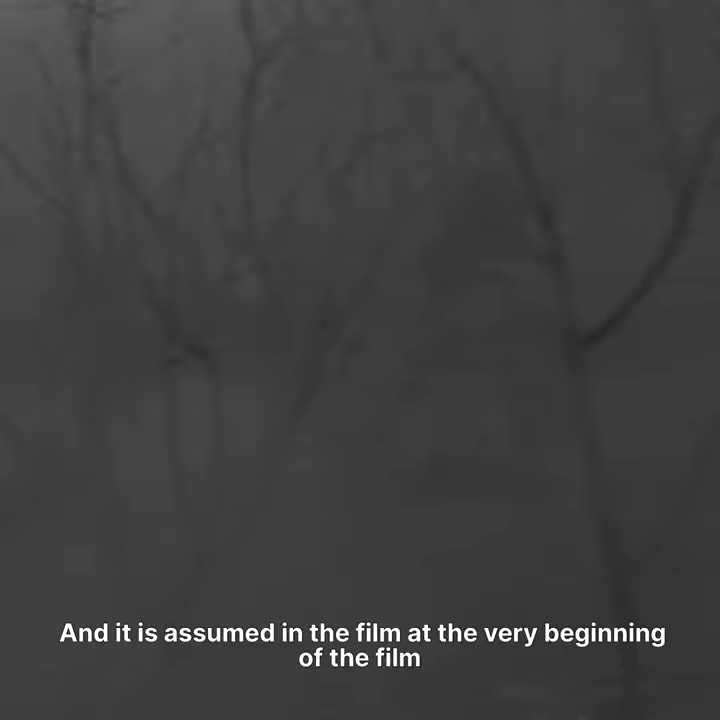 And it is assumed in the film at the very beginning
of the film